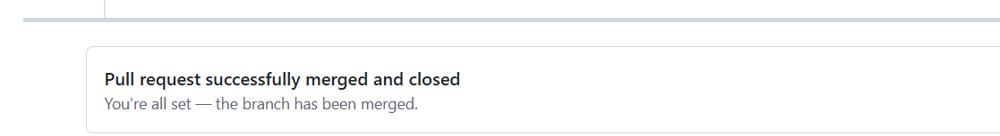 Pull request successfully merged and closed
You're all set — the branch has been merged.